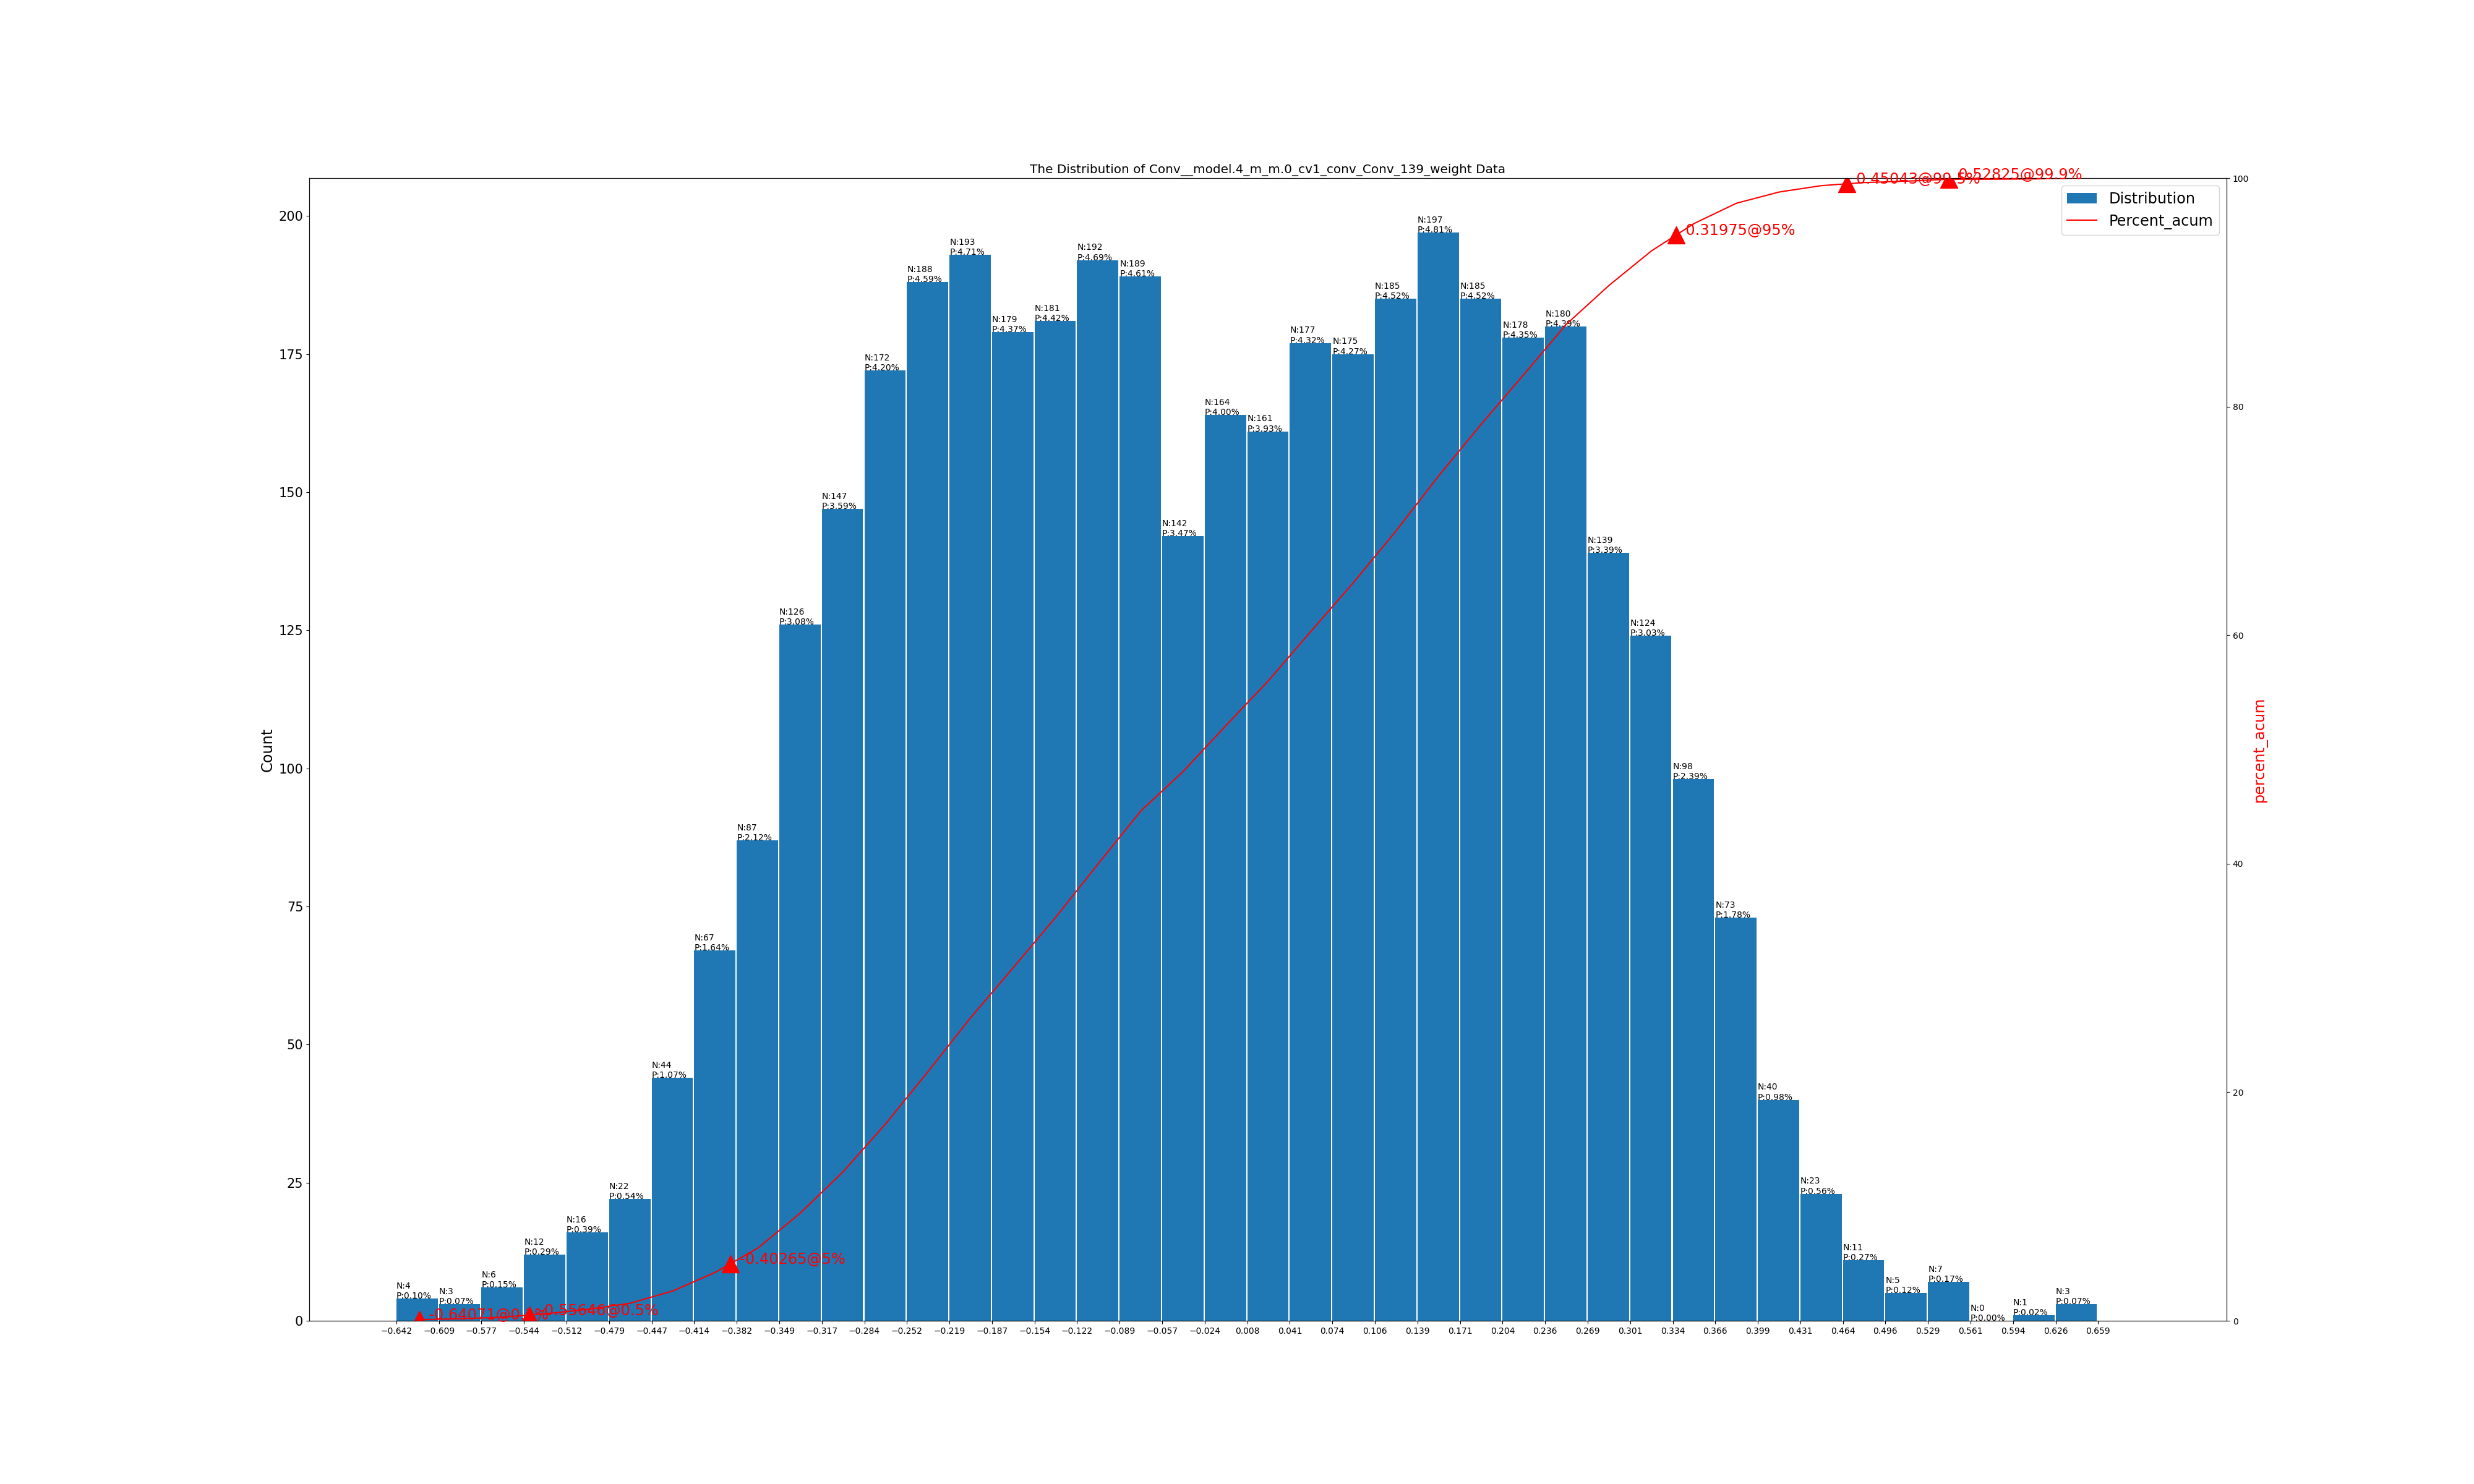 The Distribution of Conv__model.4_m_m.0_cv1_conv_Conv_139_weight Data
0.45043@99.5%
0.52825@99.9%
Distribution
Percent_acum
0.31975@95%
-0.40265@5%
-0.64071@0.1%
-0.55646@0.5%
N:4
P:0.10%
N:3
P:0.07%
N:6
P:0.15%
N:12
P:0.29%
N:16
P:0.39%
N:22
P:0.54%
N:44
P:1.07%
N:67
P:1.64%
N:87
P:2.12%
N:126
P:3.08%
N:147
P:3.59%
N:172
P:4.20%
N:188
P:4.59%
N:193
P:4.71%
N:179
P:4.37%
N:181
P:4.42%
N:192
P:4.69%
N:189
P:4.61%
N:142
P:3.47%
N:164
P:4.00%
N:161
P:3.93%
N:177
P:4.32%
N:175
P:4.27%
N:185
P:4.52%
N:197
P:4.81%
N:185
P:4.52%
N:178
P:4.35%
N:180
P:4.39%
N:139
P:3.39%
N:124
P:3.03%
N:98
P:2.39%
N:73
P:1.78%
N:40
P:0.98%
N:23
P:0.56%
N:11
P:0.27%
N:5
P:0.12%
N:7
P:0.17%
N:0
P:0.00%
N:1
P:0.02%
N:3
P:0.07%
Count
200
175
150
125
100
75
50
25
0
percent_acum
100
80
60
40
20
0
−0.642 −0.609 −0.577 −0.544 −0.512 −0.479 −0.447 −0.414 −0.382 −0.349 −0.317 −0.284 −0.252 −0.219 −0.187 −0.154 −0.122 −0.089 −0.057 −0.024 0.008 0.041 0.074 0.106 0.139 0.171 0.204 0.236 0.269 0.301 0.334 0.366 0.399 0.431 0.464 0.496 0.529 0.561 0.594 0.626 0.659